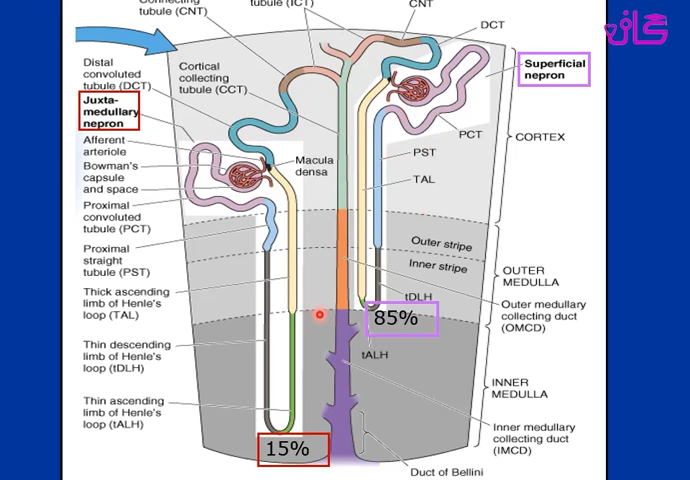 Connecting
tubule (CNT)
tubule (ICT)
CNT
DCT
گانی
Distal
convoluted
tubule (DCT)
Cortical
collecting
tubule (CCT)
Superficial
nepron
Juxta-
medullary
nepron
PCT
CORTEX
Afferent
arteriole
Macula
densa
PST
Bowman's
capsule
and space
TAL
Proximal
convoluted
tubule (PCT)
Outer stripe
Proximal
straight
tubule (PST)
Inner stripe
OUTER
MEDULLA
Thick ascending
limb of Henle's
loop (TAL)
tDLH
85%
Outer medullary
collecting duct
(OMCD)
Thin descending
limb of Henle's
loop (tDLH)
tALH
INNER
MEDULLA
Thin ascending
limb of Henle's
loop (tALH)
Inner medullary
collecting duct
(IMCD)
15%
Duct of Bellini